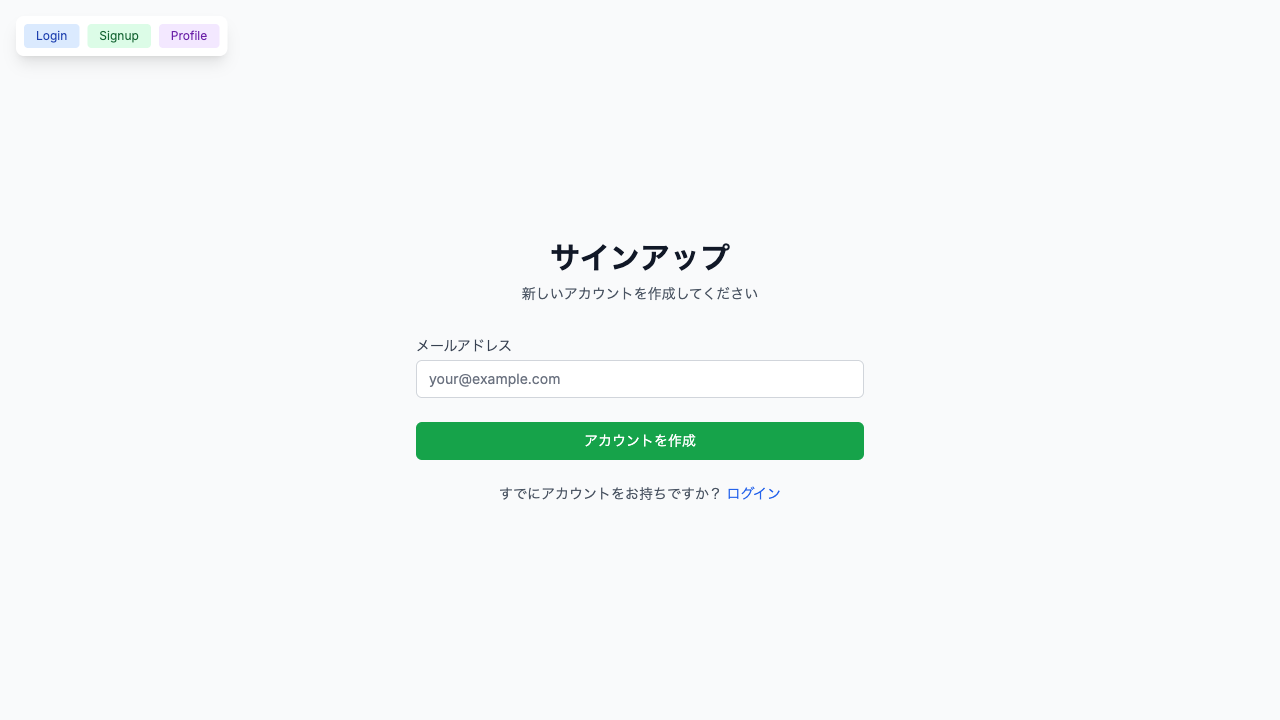 Login Signup Profile
サインアップ
新しいアカウントを作成してください
メールアドレス
your@example.com
アカウントを作成
すでにアカウントをお持ちですか？ ログイン